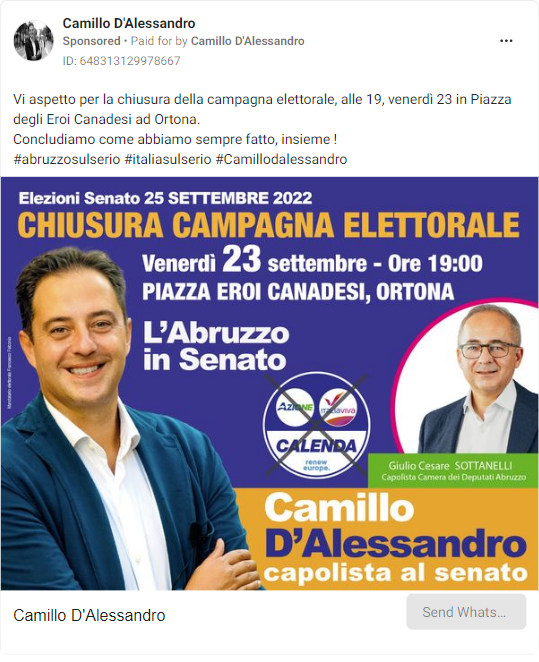 Camillo D'Alessandro
Sponsored • Paid for by Camillo D'Alessandro
ID: 648313129978667
Vi aspetto per la chiusura della campagna elettorale, alle 19, venerdì 23 in Piazza
degli Eroi Canadesi ad Ortona.
Concludiamo come abbiamo sempre fatto, insieme !
#abruzzosulserio #italiasulserio #Camillodalessandro
Elezioni Senato 25 SETTEMBRE 2022
CHIUSURA CAMPAGNA ELETTORALE
Venerdì 23 settembre - Ore 19:00
PIAZZA EROI CANADESI, ORTONA
L'Abruzzo
in Senato
AZIONE
italiaviva
CALENDA
renew
europe.
Giulio Cesare SOTTANELLI
Capolista Camera dei Deputati Abruzzo
Camillo
D'Alessandro
capolista al senato
Camillo D'Alessandro
Send Whats...